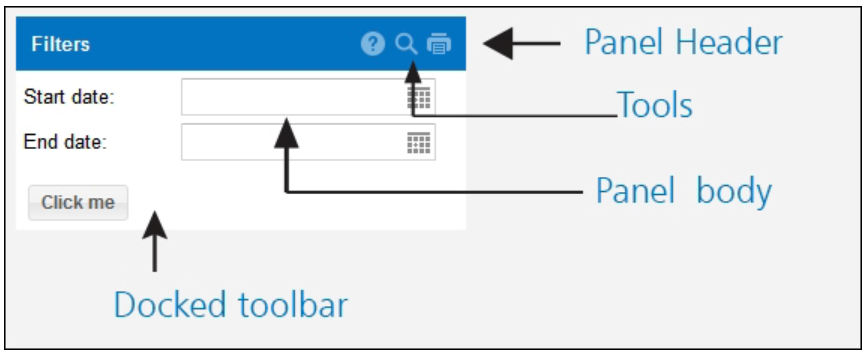 Filters
Panel Header
Start date:
Tools
End date:
Panel body
Click me
Docked toolbar